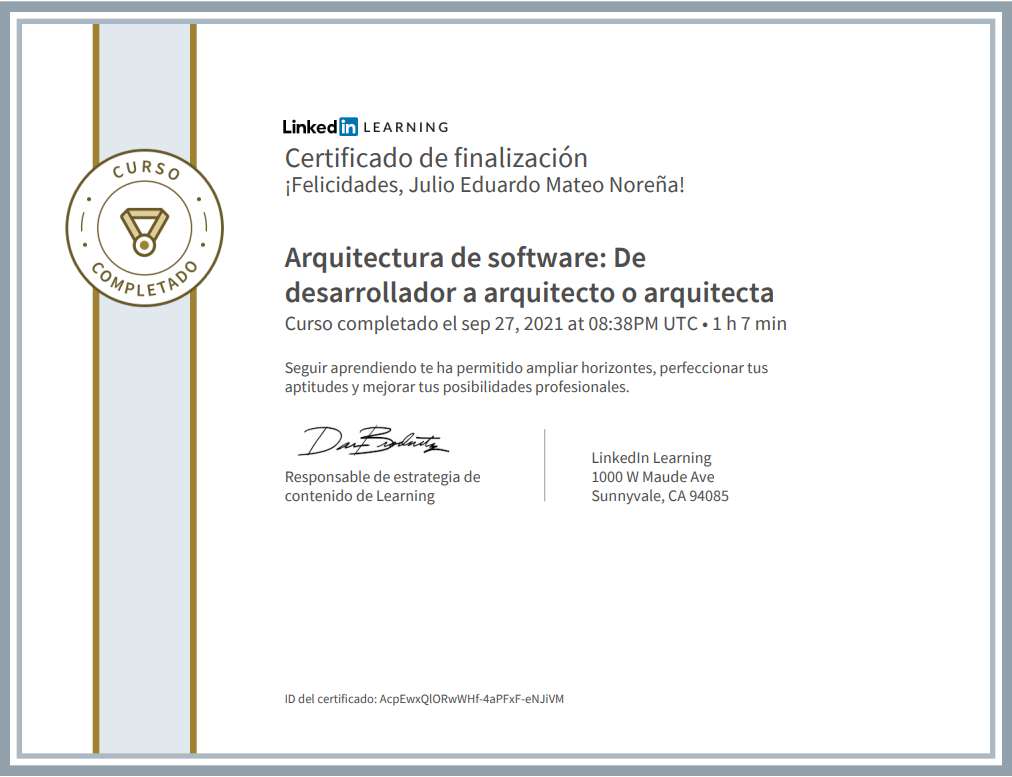 CURSO
COMPLETADO
Linked in LEARNING
Certificado de finalización
¡Felicidades, Julio Eduardo Mateo Noreña!
Arquitectura de software: De
desarrollador a arquitecto o arquitecta
Curso completado el sep 27, 2021 at 08:38PM UTC • 1 h 7 min
Seguir aprendiendo te ha permitido ampliar horizontes, perfeccionar tus
aptitudes y mejorar tus posibilidades profesionales.
Responsable de estrategia de
contenido de Learning
LinkedIn Learning
1000 W Maude Ave
Sunnyvale, CA 94085
ID del certificado: AcpEwxQlORwWHf-4aPFxF-eNJiVM